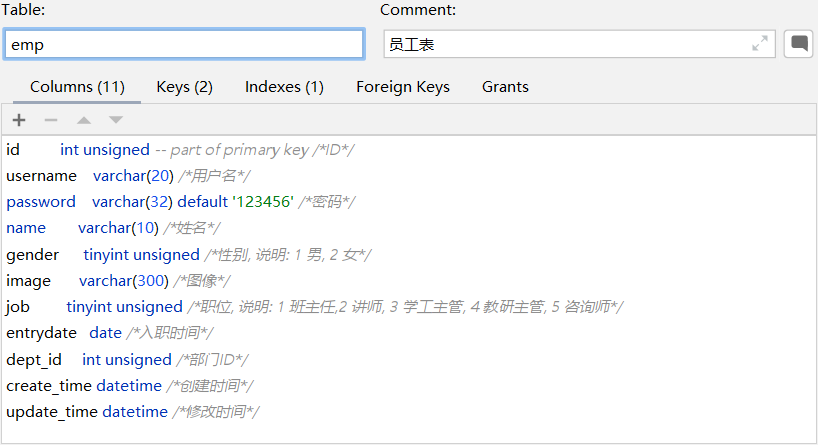 Table: Comment:
emp 员工表
Columns (11) Keys (2) Indexes (1) Foreign Keys Grants
id int unsigned -- part of primary key /*ID*/
username varchar(20) /*用户名*/
password varchar(32) default '123456' /*密码*/
name varchar(10) /*姓名*/
gender tinyint unsigned /*性别, 说明: 1 男, 2 女*/
image varchar(300) /*图像*/
job tinyint unsigned /*职位, 说明: 1 班主任,2 讲师, 3 学工主管, 4 教研主管, 5 咨询师*/
entrydate date /*入职时间*/
dept_id int unsigned /*部门ID*/
create_time datetime /*创建时间*/
update_time datetime /*修改时间*/